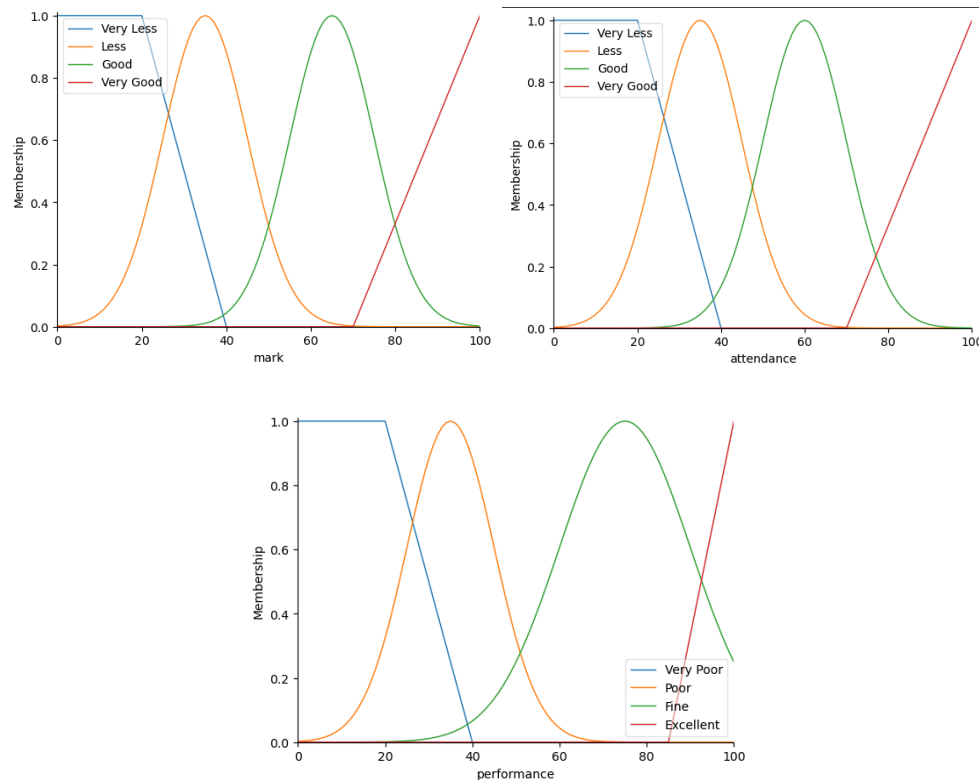 1.0
0.8
0.6
0.4
0.2
0.0
Membership
Very Less
Less
Good
Very Good
0 20 40 60 80 100
mark
1.0
0.8
0.6
0.4
0.2
0.0
Membership
Very Less
Less
Good
Very Good
0 20 40 60 80 100
attendance
1.0
0.8
0.6
0.4
0.2
0.0
Membership
Very Poor
Poor
Fine
Excellent
0 20 40 60 80 100
performance